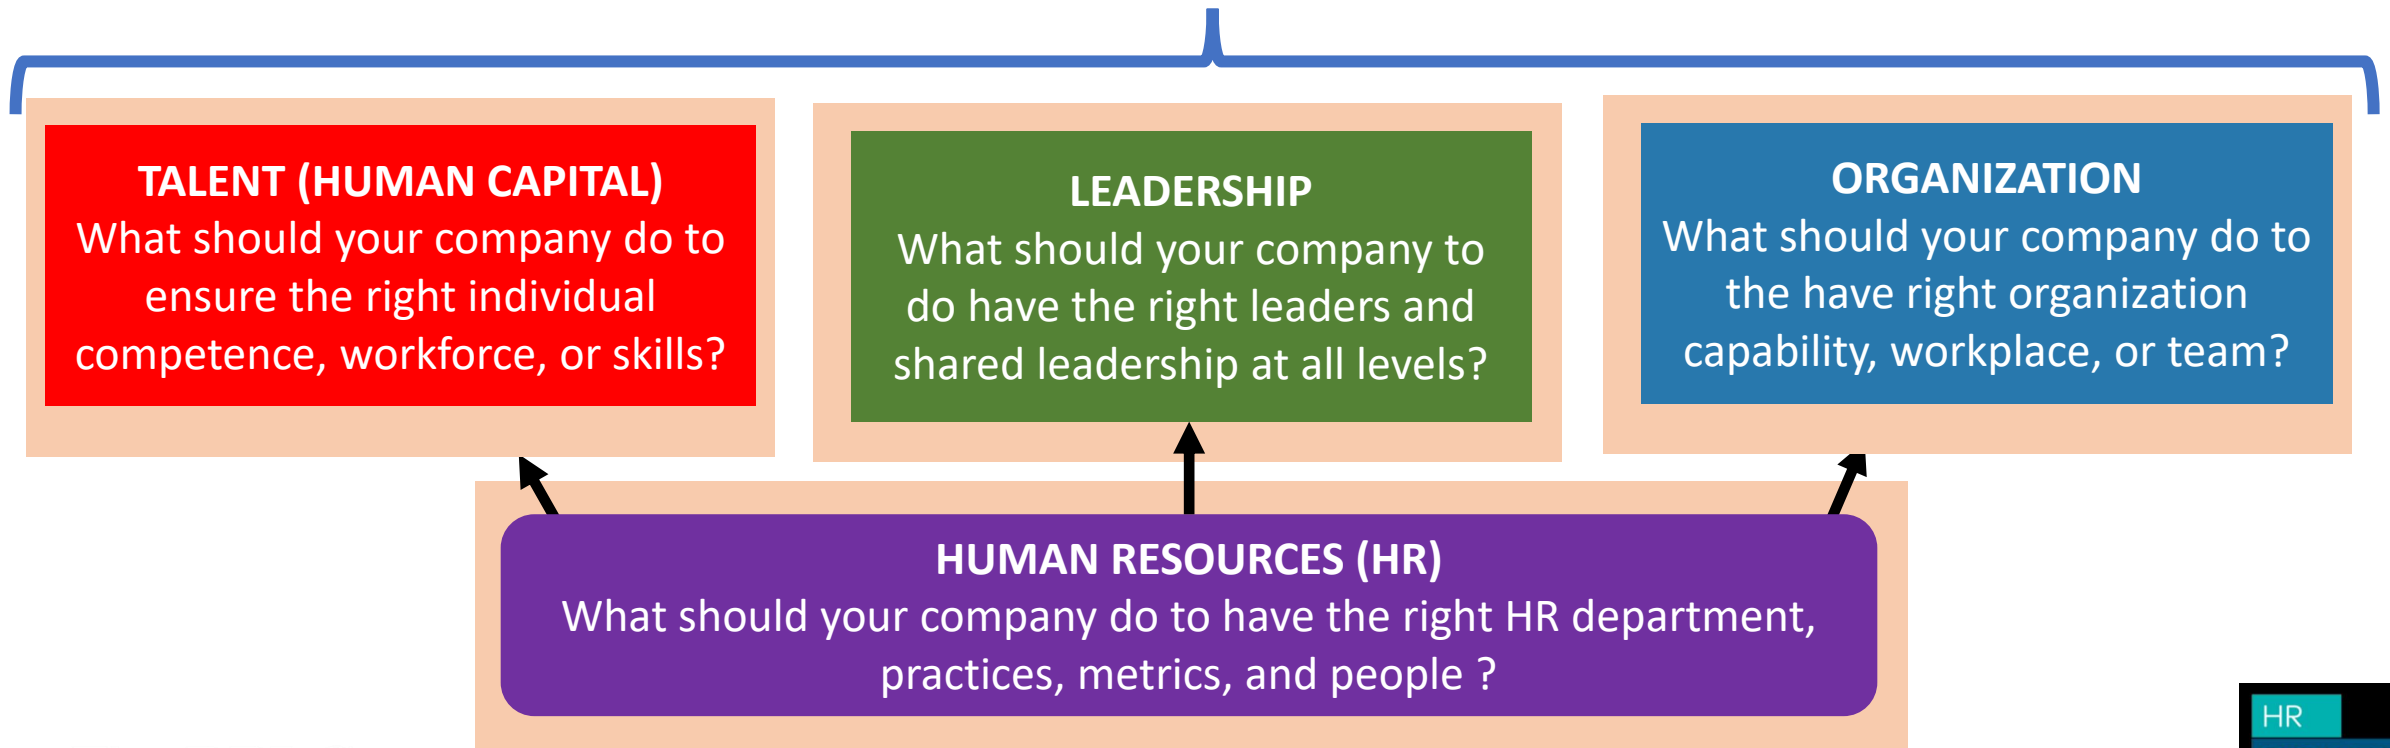 TALENT (HUMAN CAPITAL)
What should your company do to
ensure the right individual
competence, workforce, or skills?
LEADERSHIP
What should your company to
do have the right leaders and
shared leadership at all levels?
ORGANIZATION
What should your company do to
the have right organization
capability, workplace, or team?
HUMAN RESOURCES (HR)
What should your company do to have the right HR department,
practices, metrics, and people ?
HR